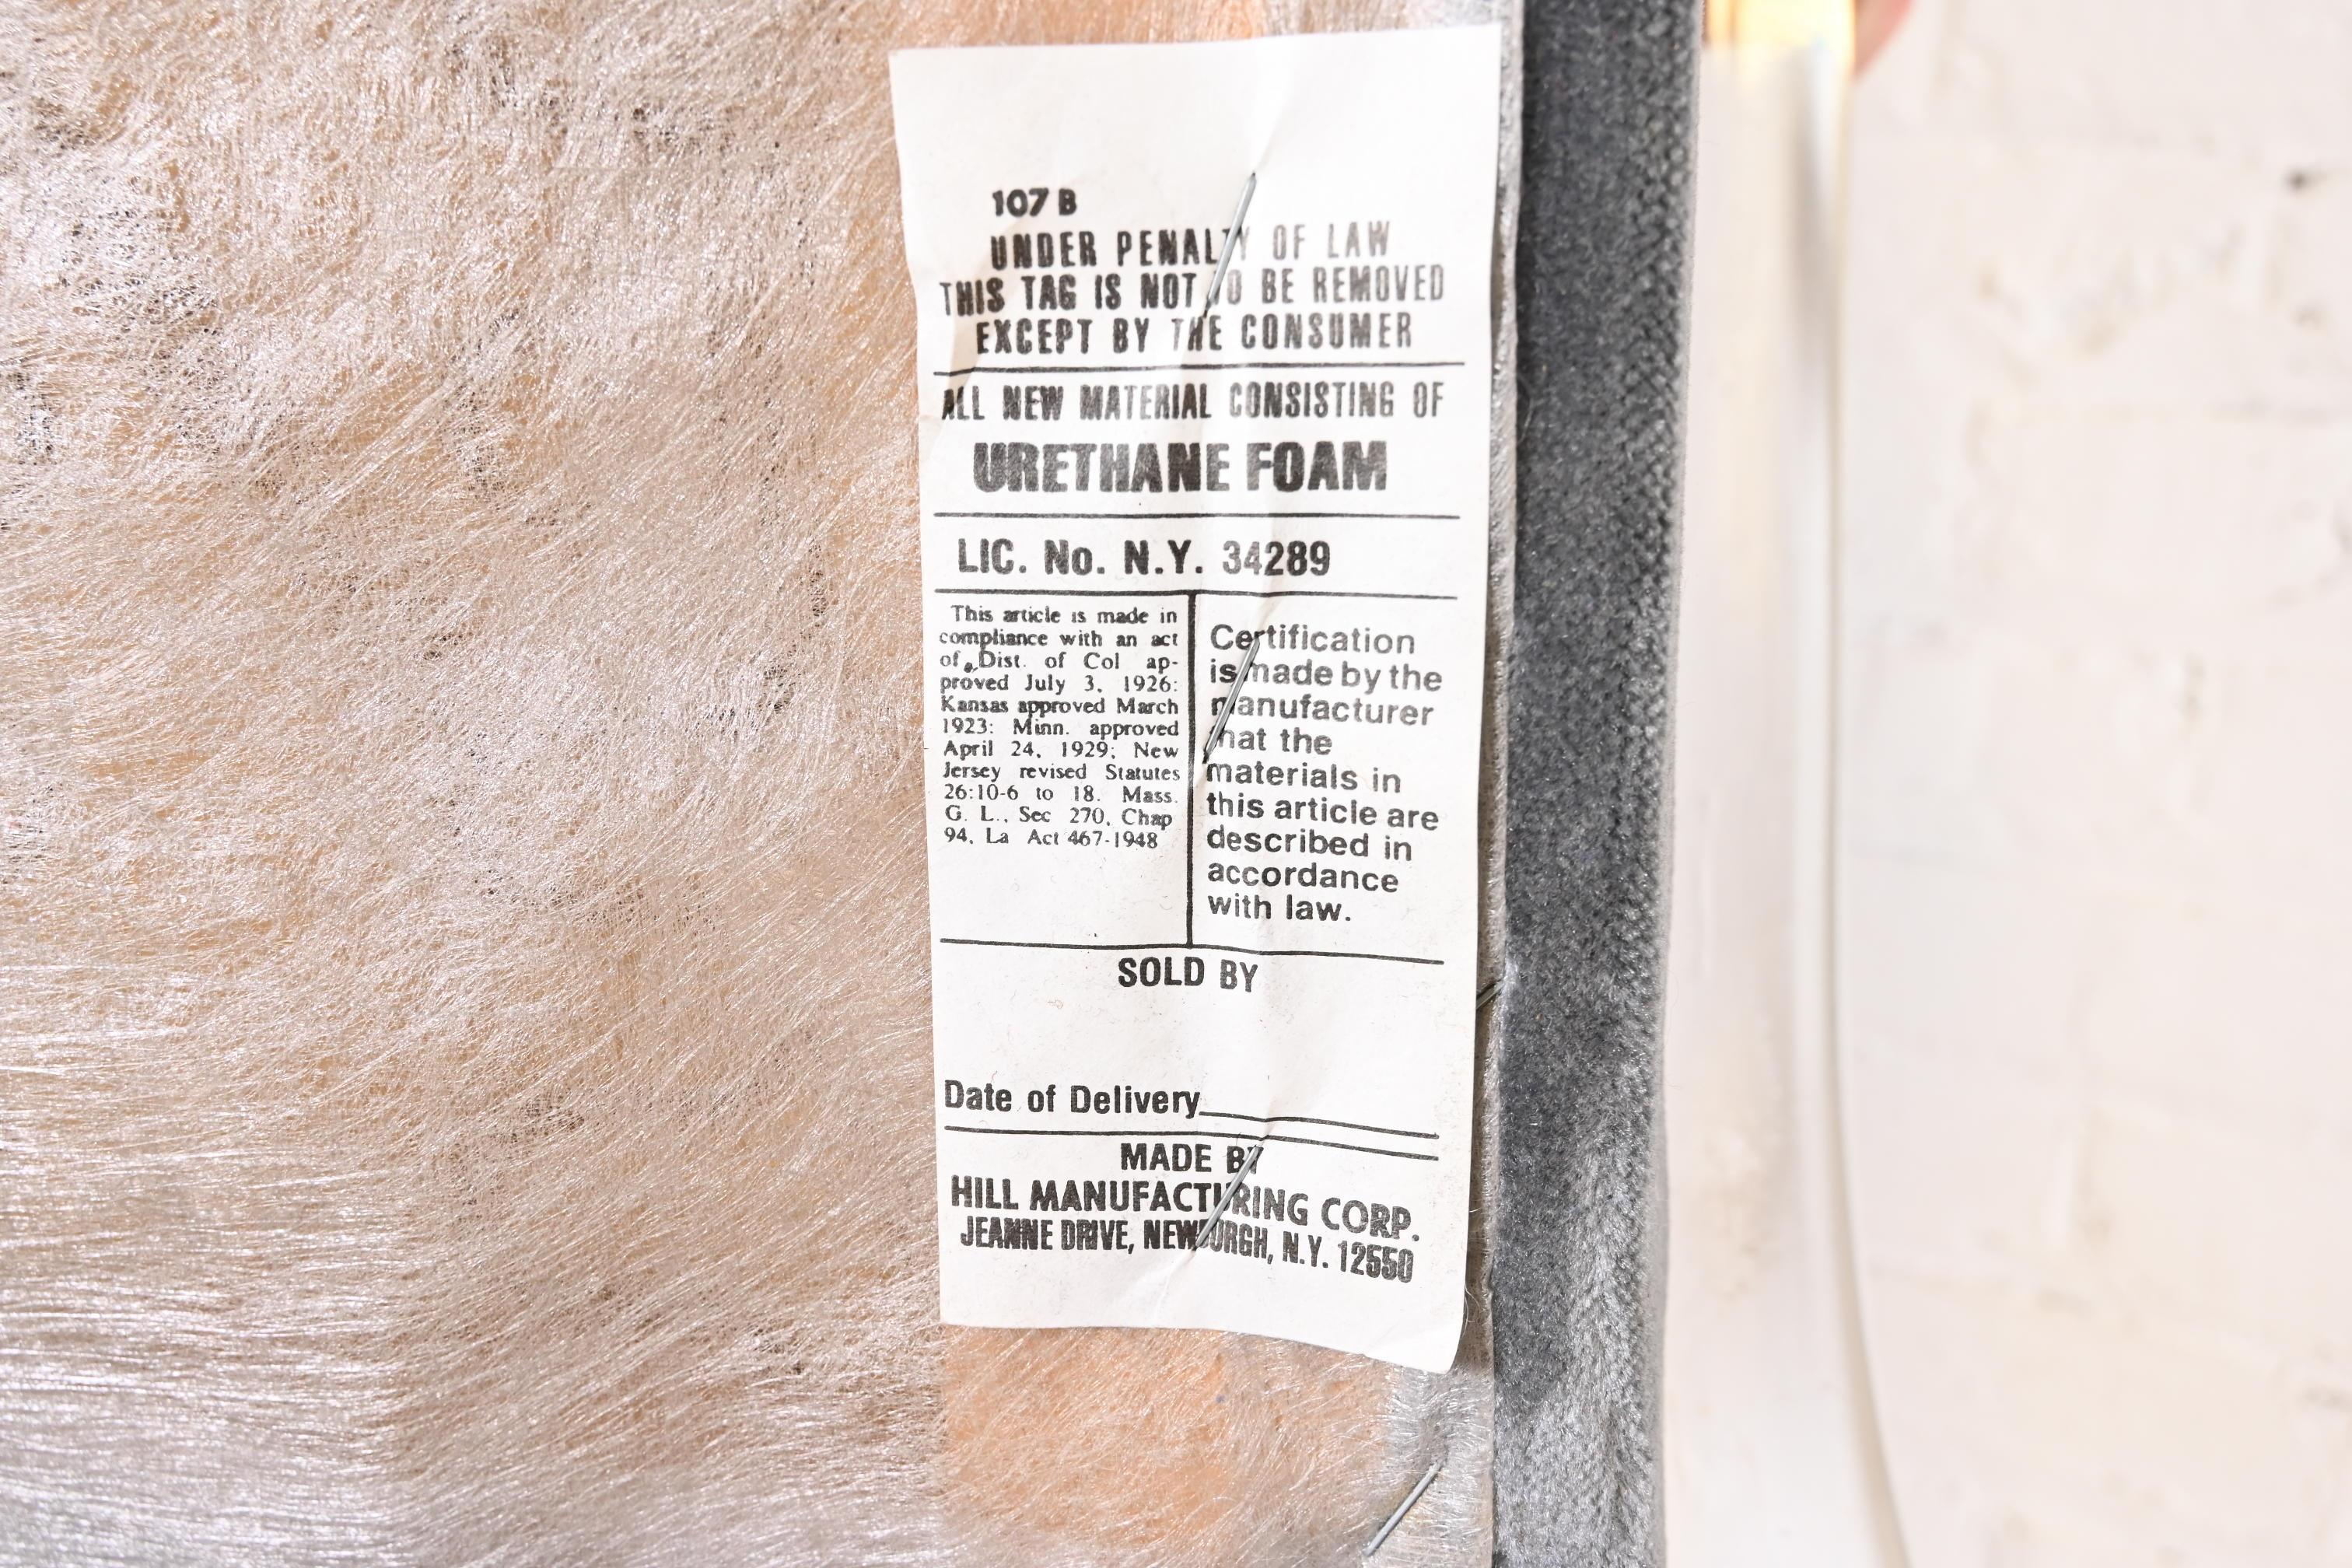 107 B
UNDER PENALTY OF LAW
THIS TAG IS NOT TO BE REMOVED
EXCEPT BY THE CONSUMER
ALL NEW MATERIAL CONSISTING OF
URETHANE FOAM
LIC. No. N.Y. 34289
This article is made in
compliance with an act
of Dist. of Col ap-
proved July 3, 1926:
Kansas approved March
1923: Minn. approved
April 24, 1929; New
Jersey revised Statutes
26:10-6 to 18. Mass.
G. L., Sec 270, Chap
94, La Act 467-1948
Certification
is made by the
manufacturer
that the
materials in
this article are
described in
accordance
with law.
SOLD BY
Date of Delivery
MADE BY
HILL MANUFACTURING CORP.
JEANNE DRIVE, NEWBURGH, N.Y. 12550